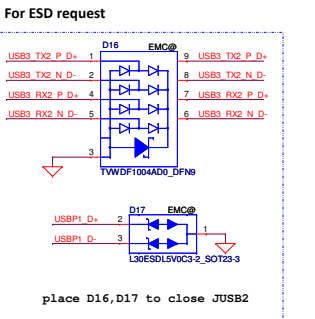 For ESD request
D16 EMC@
USB3_TX2_P_D+ 1 9 USB3_TX2_P_D+
USB3_TX2_N_D- 2 8 USB3_TX2_N_D-
USB3_RX2_P_D+ 4 7 USB3_RX2_P_D+
USB3_RX2_N_D- 5 6 USB3_RX2_N_D-
3
TVWDF1004AD0_DFN9
D17 EMC@
USBP1_D+ 2
1
USBP1_D- 3
L30ESDL5V0C3-2_SOT23-3
place D16,D17 to close JUSB2